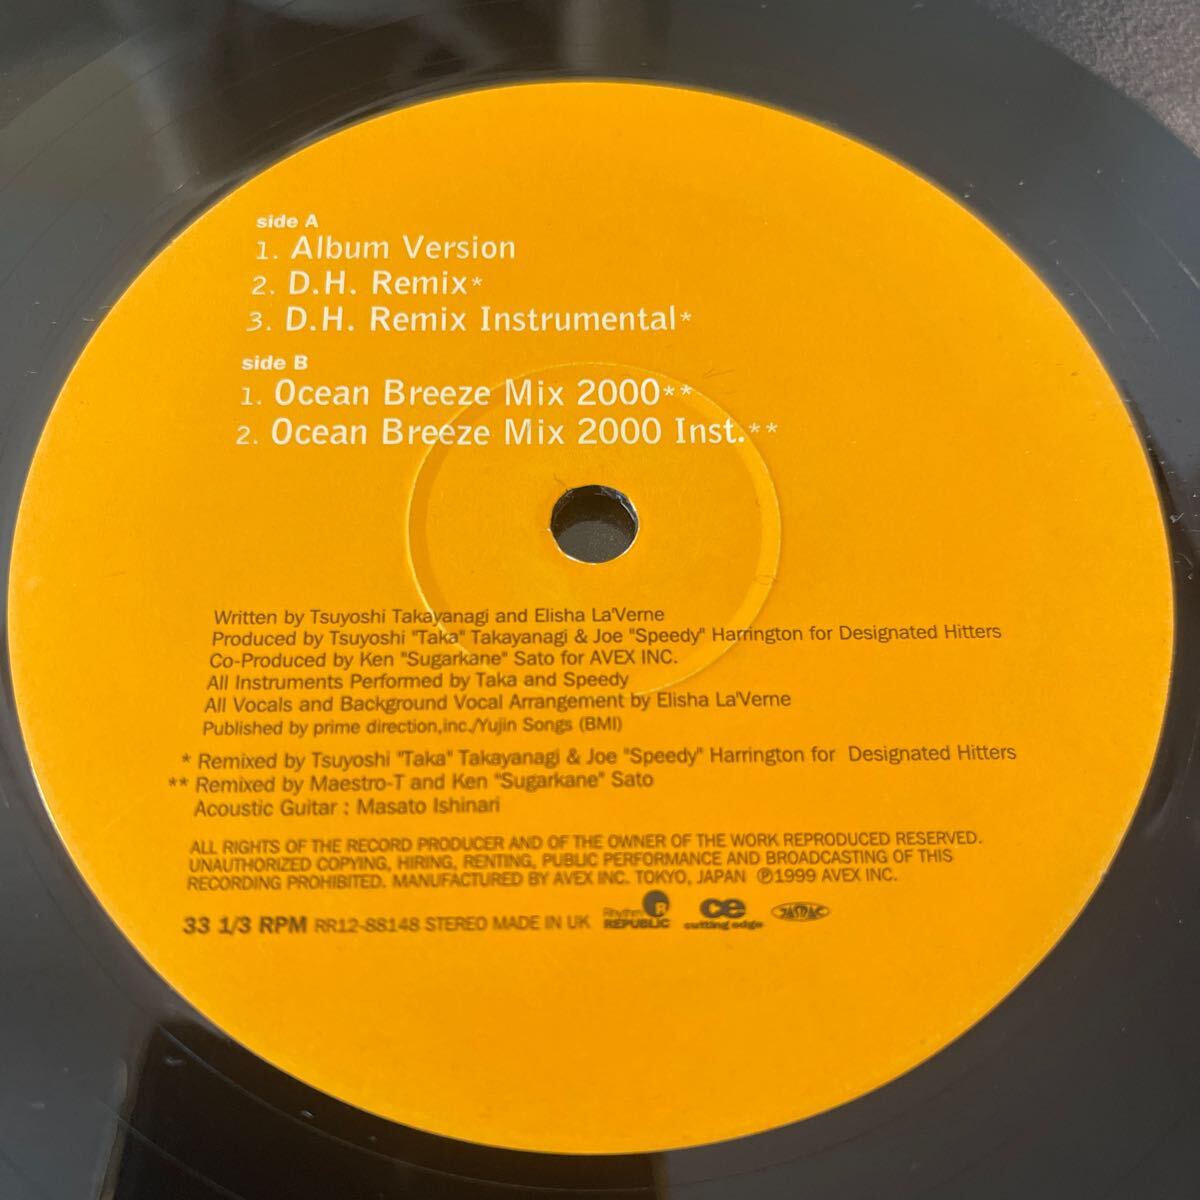 side A
1. Album Version
2. D.H. Remix*
3. D.H. Remix Instrumental*
side B
1. Ocean Breeze Mix 2000**
2. Ocean Breeze Mix 2000 Inst.**
Written by Tsuyoshi Takayanagi and Elisha La'Verne
Produced by Tsuyoshi "Taka" Takayanagi & Joe "Speedy" Harrington for Designated Hitters
Co-Produced by Ken "Sugarkane" Sato for AVEX INC.
All Instruments Performed by Taka and Speedy
All Vocals and Background Vocal Arrangement by Elisha La'Verne
Published by prime direction,inc./Yujin Songs (BMI)
* Remixed by Tsuyoshi "Taka" Takayanagi & Joe "Speedy" Harrington for Designated Hitters
** Remixed by Maestro-T and Ken "Sugarkane" Sato
Acoustic Guitar : Masato Ishinari
ALL RIGHTS OF THE RECORD PRODUCER AND OF THE OWNER OF THE WORK REPRODUCED RESERVED.
UNAUTHORIZED COPYING, HIRING, RENTING, PUBLIC PERFORMANCE AND BROADCASTING OF THIS
RECORDING PROHIBITED. MANUFACTURED BY AVEX INC. TOKYO, JAPAN ℗1999 AVEX INC.
33 1/3 RPM RR12-88148 STEREO MADE IN UK Rhythm REPUBLIC R ce cutting edge JASRAC